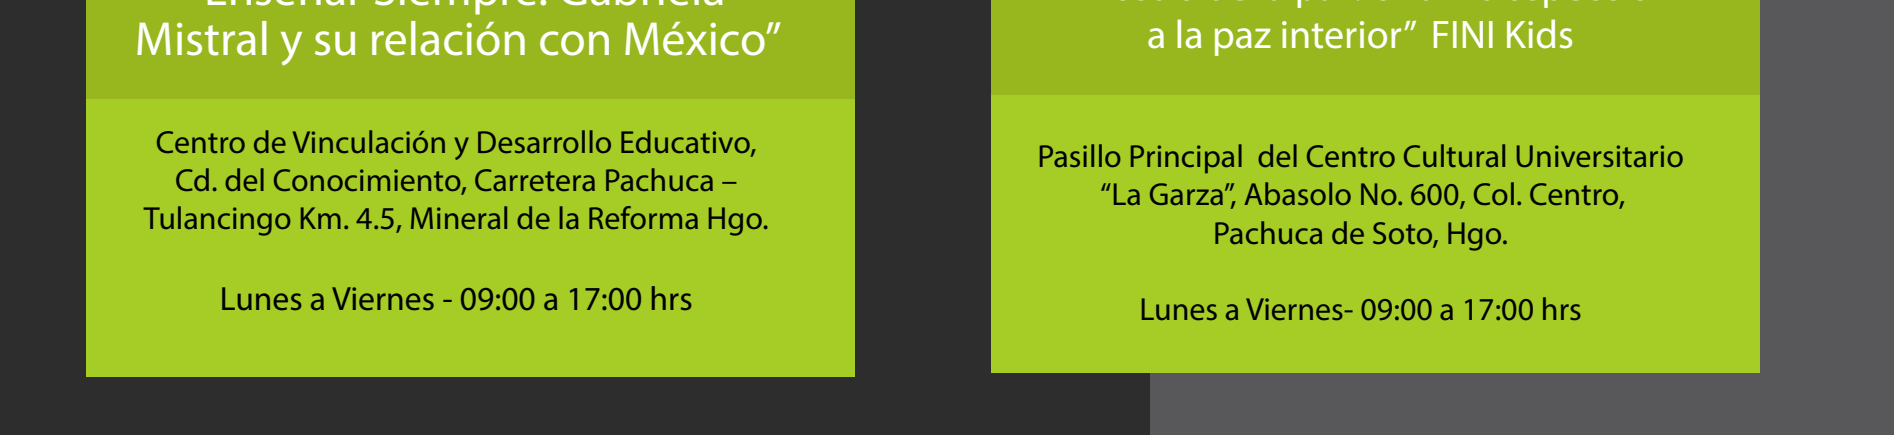 Enseñar Siempre: Gabriela
Mistral y su relación con México”
Centro de Vinculación y Desarrollo Educativo,
Cd. del Conocimiento, Carretera Pachuca –
Tulancingo Km. 4.5, Mineral de la Reforma Hgo.
Lunes a Viernes - 09:00 a 17:00 hrs
a la paz interior” FINI Kids
Pasillo Principal del Centro Cultural Universitario
“La Garza”, Abasolo No. 600, Col. Centro,
Pachuca de Soto, Hgo.
Lunes a Viernes- 09:00 a 17:00 hrs